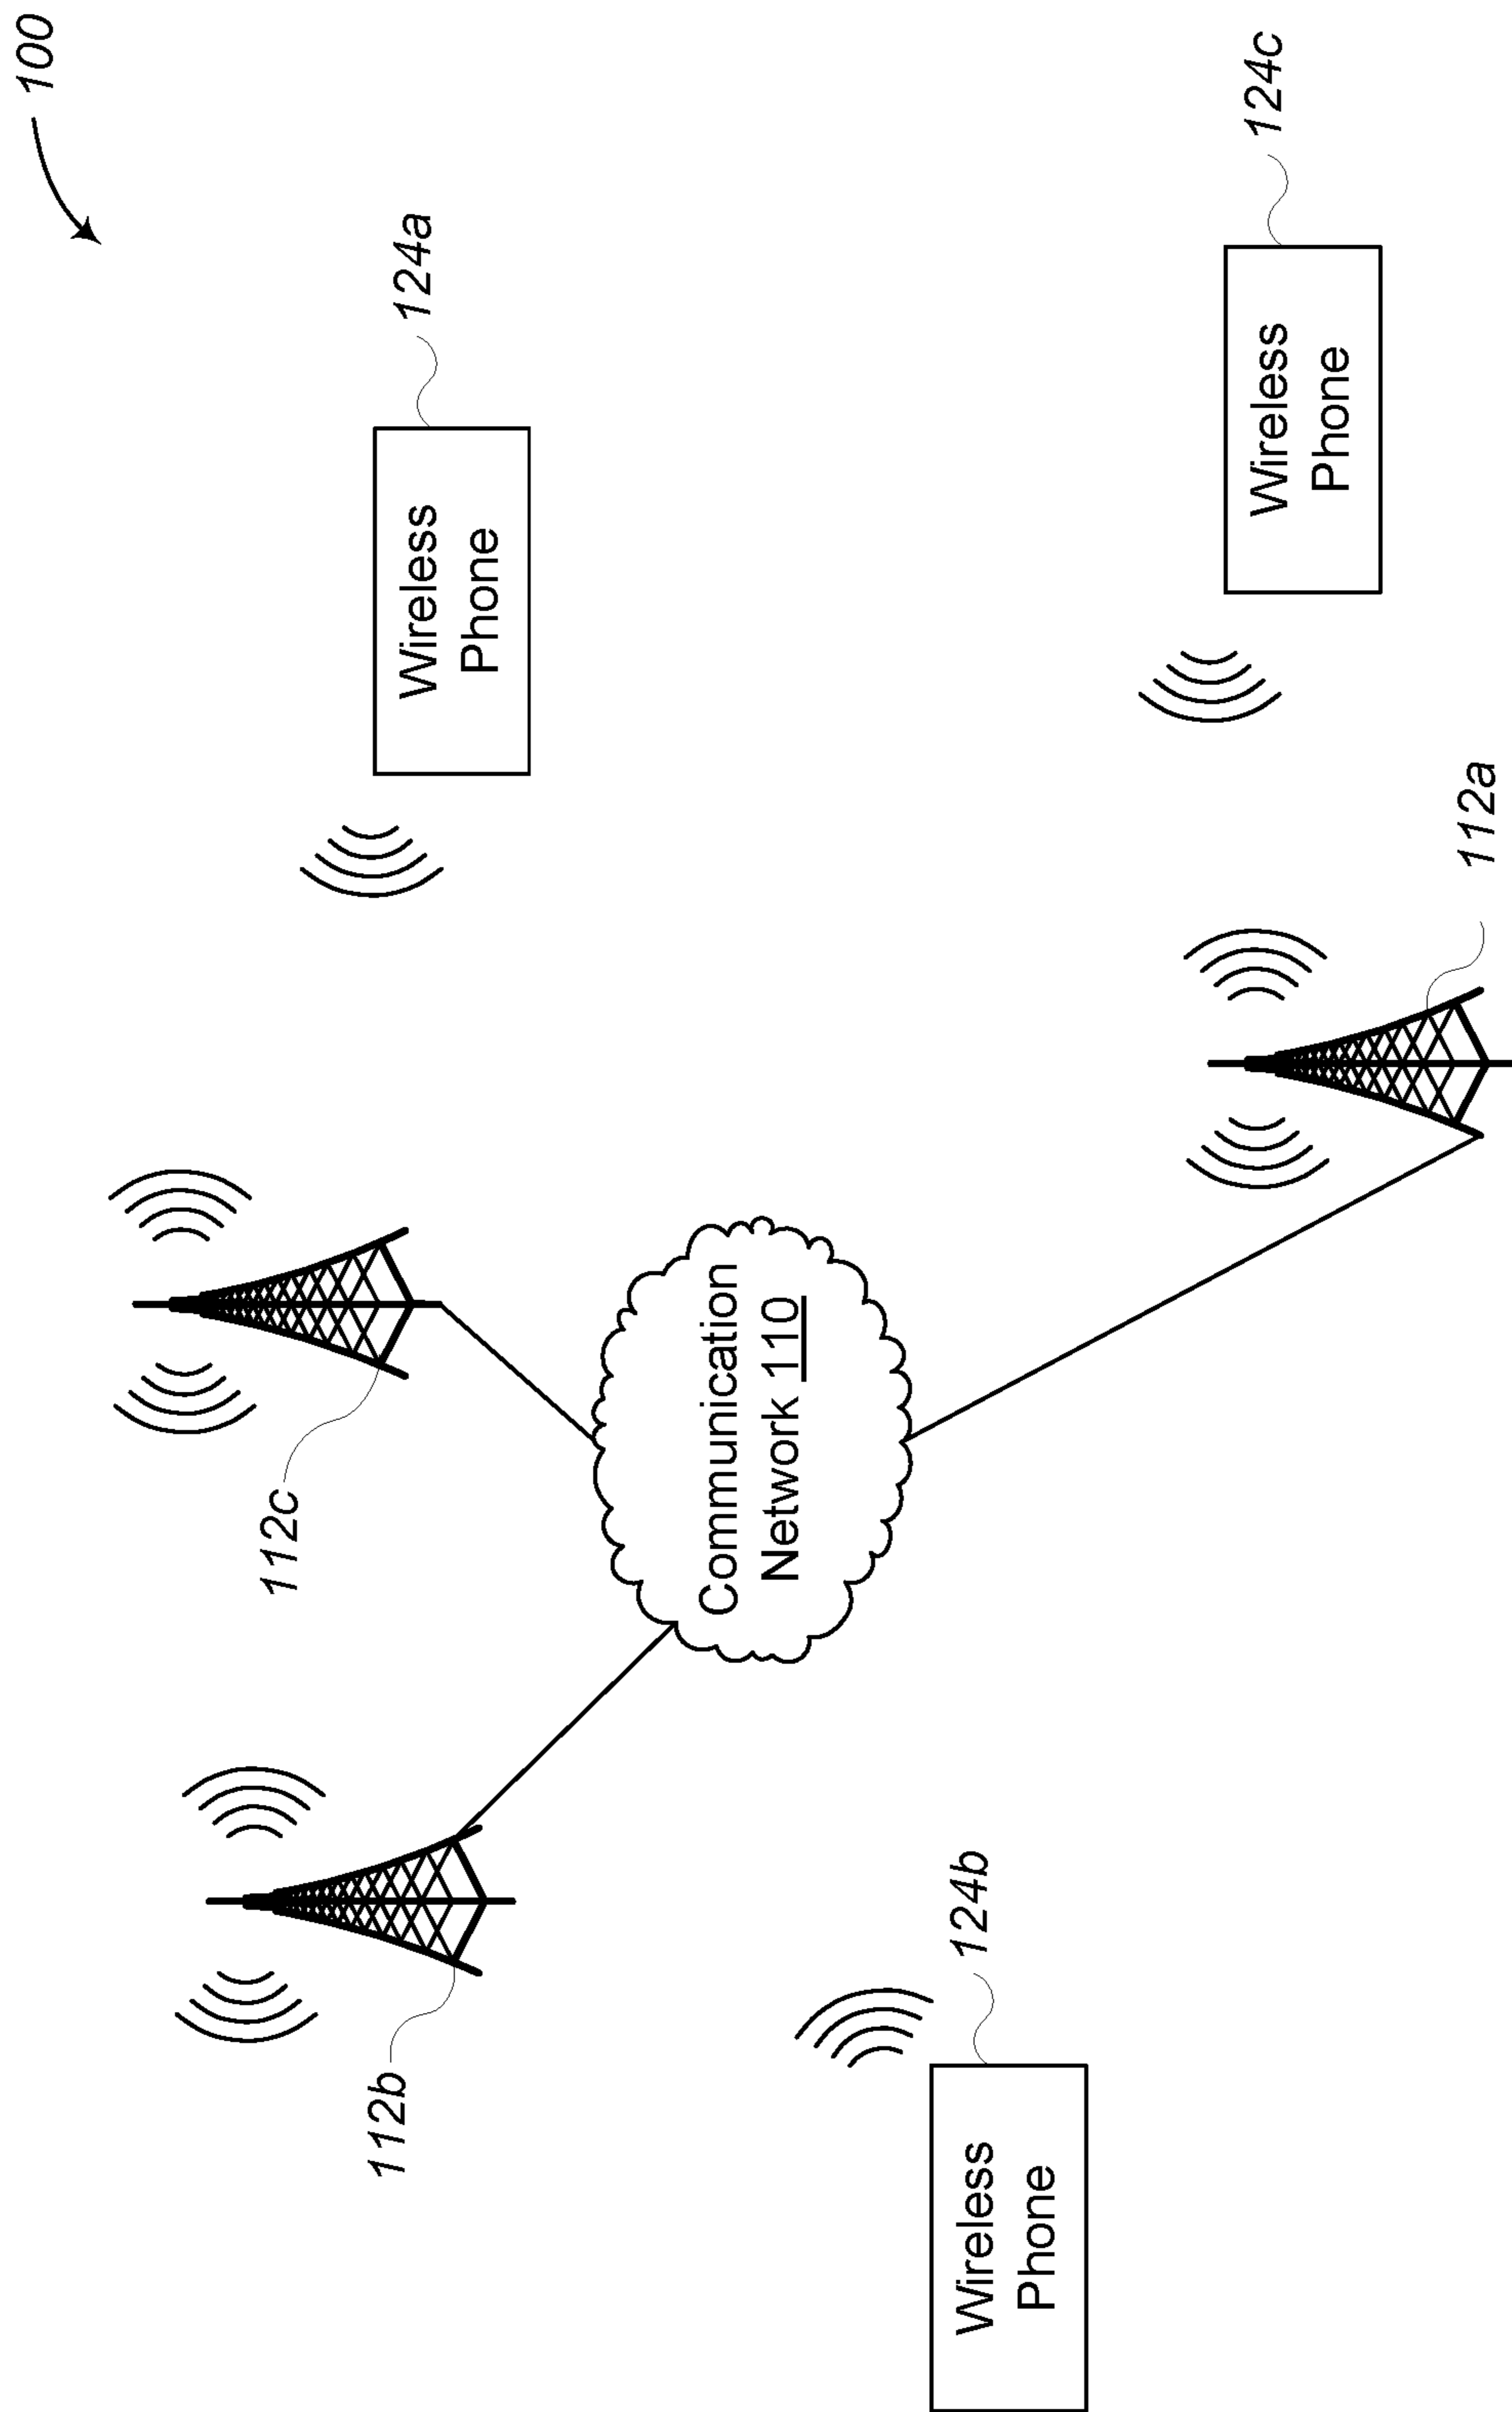 100
112c
112b
Wireless
Phone
124a
Communication
Network 110
124b
Wireless
Phone
112a
Wireless
Phone
124c